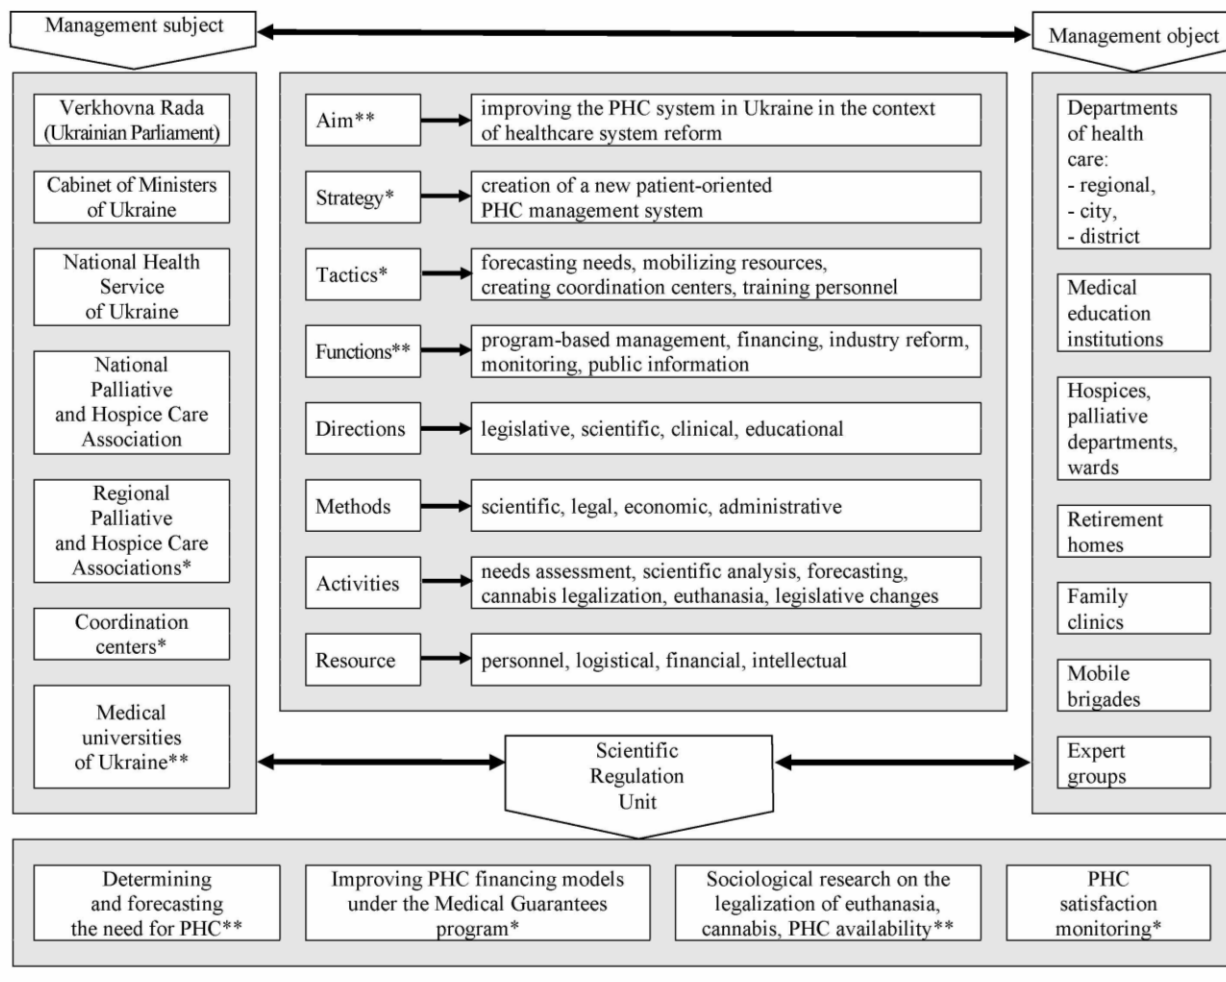 Management subject
Management object
Verkhovna Rada
(Ukrainian Parliament)
Cabinet of Ministers
of Ukraine
National Health
Service
of Ukraine
National
Palliative
and Hospice Care
Association
Regional
Palliative
and Hospice Care
Associations*
Coordination
centers*
Medical
universities
of Ukraine**
Aim**
improving the PHC system in Ukraine in the context
of healthcare system reform
Strategy*
creation of a new patient-oriented
PHC management system
Tactics*
forecasting needs, mobilizing resources,
creating coordination centers, training personnel
Functions**
program-based management, financing, industry reform,
monitoring, public information
Directions
legislative, scientific, clinical, educational
Methods
scientific, legal, economic, administrative
Activities
needs assessment, scientific analysis, forecasting,
cannabis legalization, euthanasia, legislative changes
Resource
personnel, logistical, financial, intellectual
Departments
of health
care:
- regional,
- city,
- district
Medical
education
institutions
Hospices,
palliative
departments,
wards
Retirement
homes
Family
clinics
Mobile
brigades
Expert
groups
Scientific
Regulation
Unit
Determining
and forecasting
the need for PHC**
Improving PHC financing models
under the Medical Guarantees
program*
Sociological research on the
legalization of euthanasia,
cannabis, PHC availability**
PHC
satisfaction
monitoring*